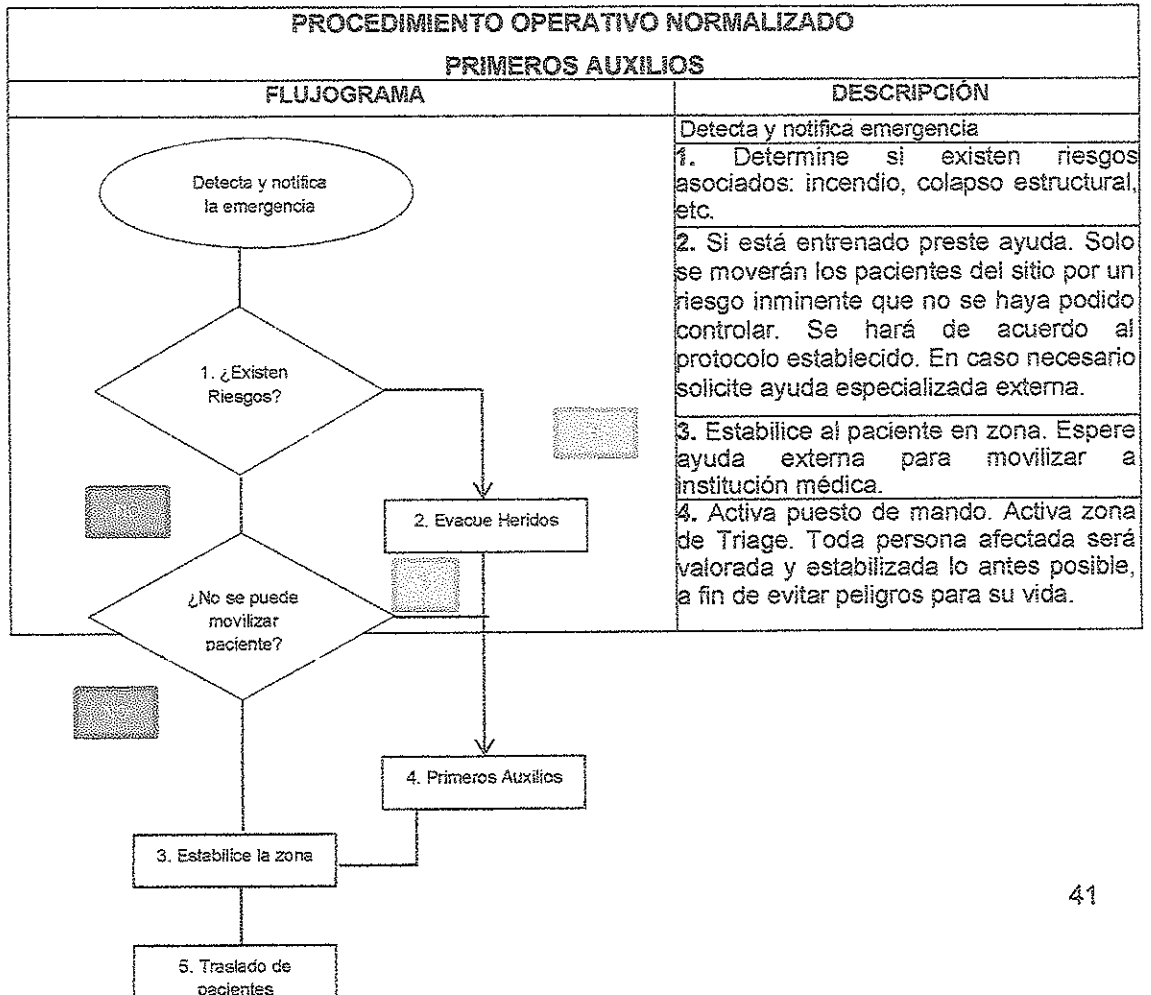 PROCEDIMIENTO OPERATIVO NORMALIZADO
PRIMEROS AUXILIOS
FLUJOGRAMA
DESCRIPCIÓN
Detecta y notifica
la emergencia
1. ¿Existen
Riesgos?
2. Evacue Heridos
¿No se puede
movilizar
paciente?
4. Primeros Auxilios
3. Estabilice la zona
5. Traslado de
pacientes
Detecta y notifica emergencia
1. Determine si existen riesgos
asociados: incendio, colapso estructural,
etc.
2. Si está entrenado preste ayuda. Solo
se moverán los pacientes del sitio por un
riesgo inminente que no se haya podido
controlar. Se hará de acuerdo al
protocolo establecido. En caso necesario
solicite ayuda especializada externa.
3. Estabilice al paciente en zona. Espere
ayuda externa para movilizar a
institución médica.
4. Activa puesto de mando. Activa zona
de Triage. Toda persona afectada será
valorada y estabilizada lo antes posible,
a fin de evitar peligros para su vida.
41